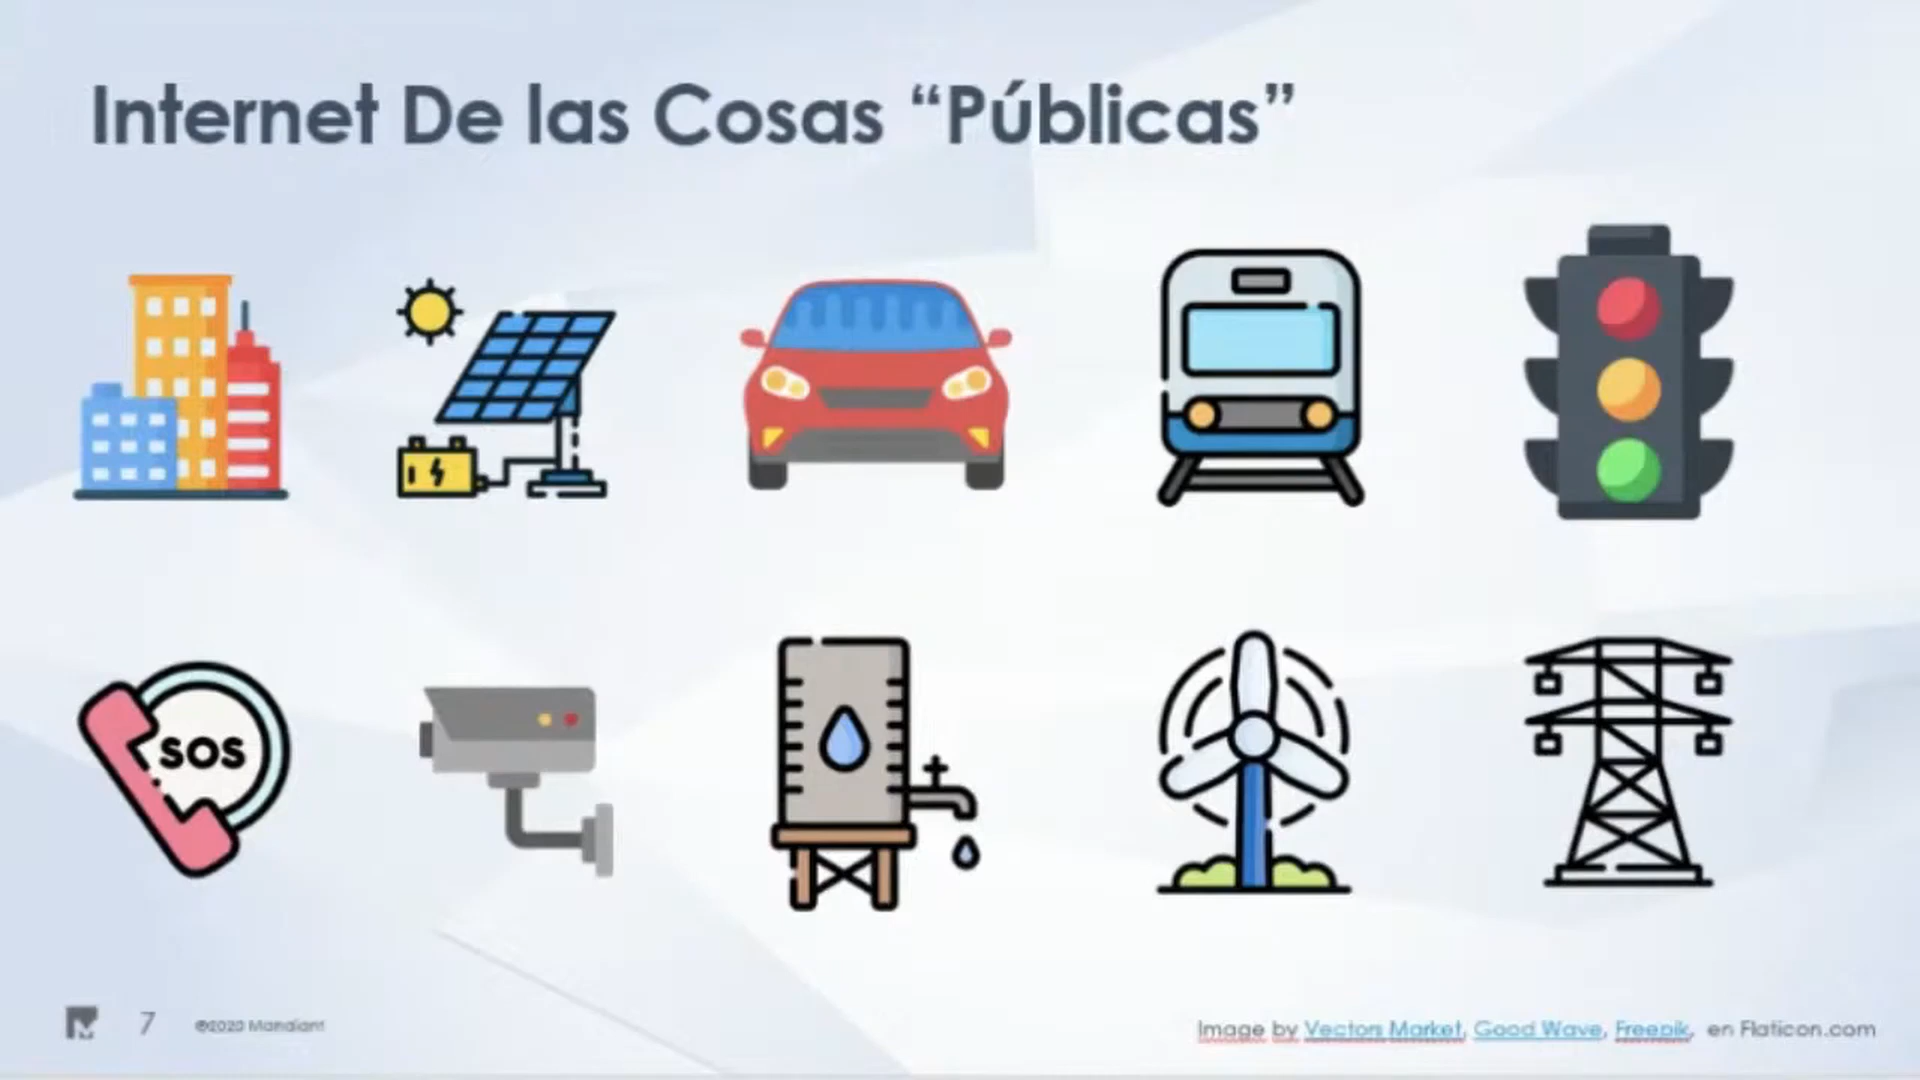 Internet De las Cosas “Públicas”
SOS
7 ©2020 Mandiant
Image by Vectors Market, Good Wave, Freepik, en Flaticon.com